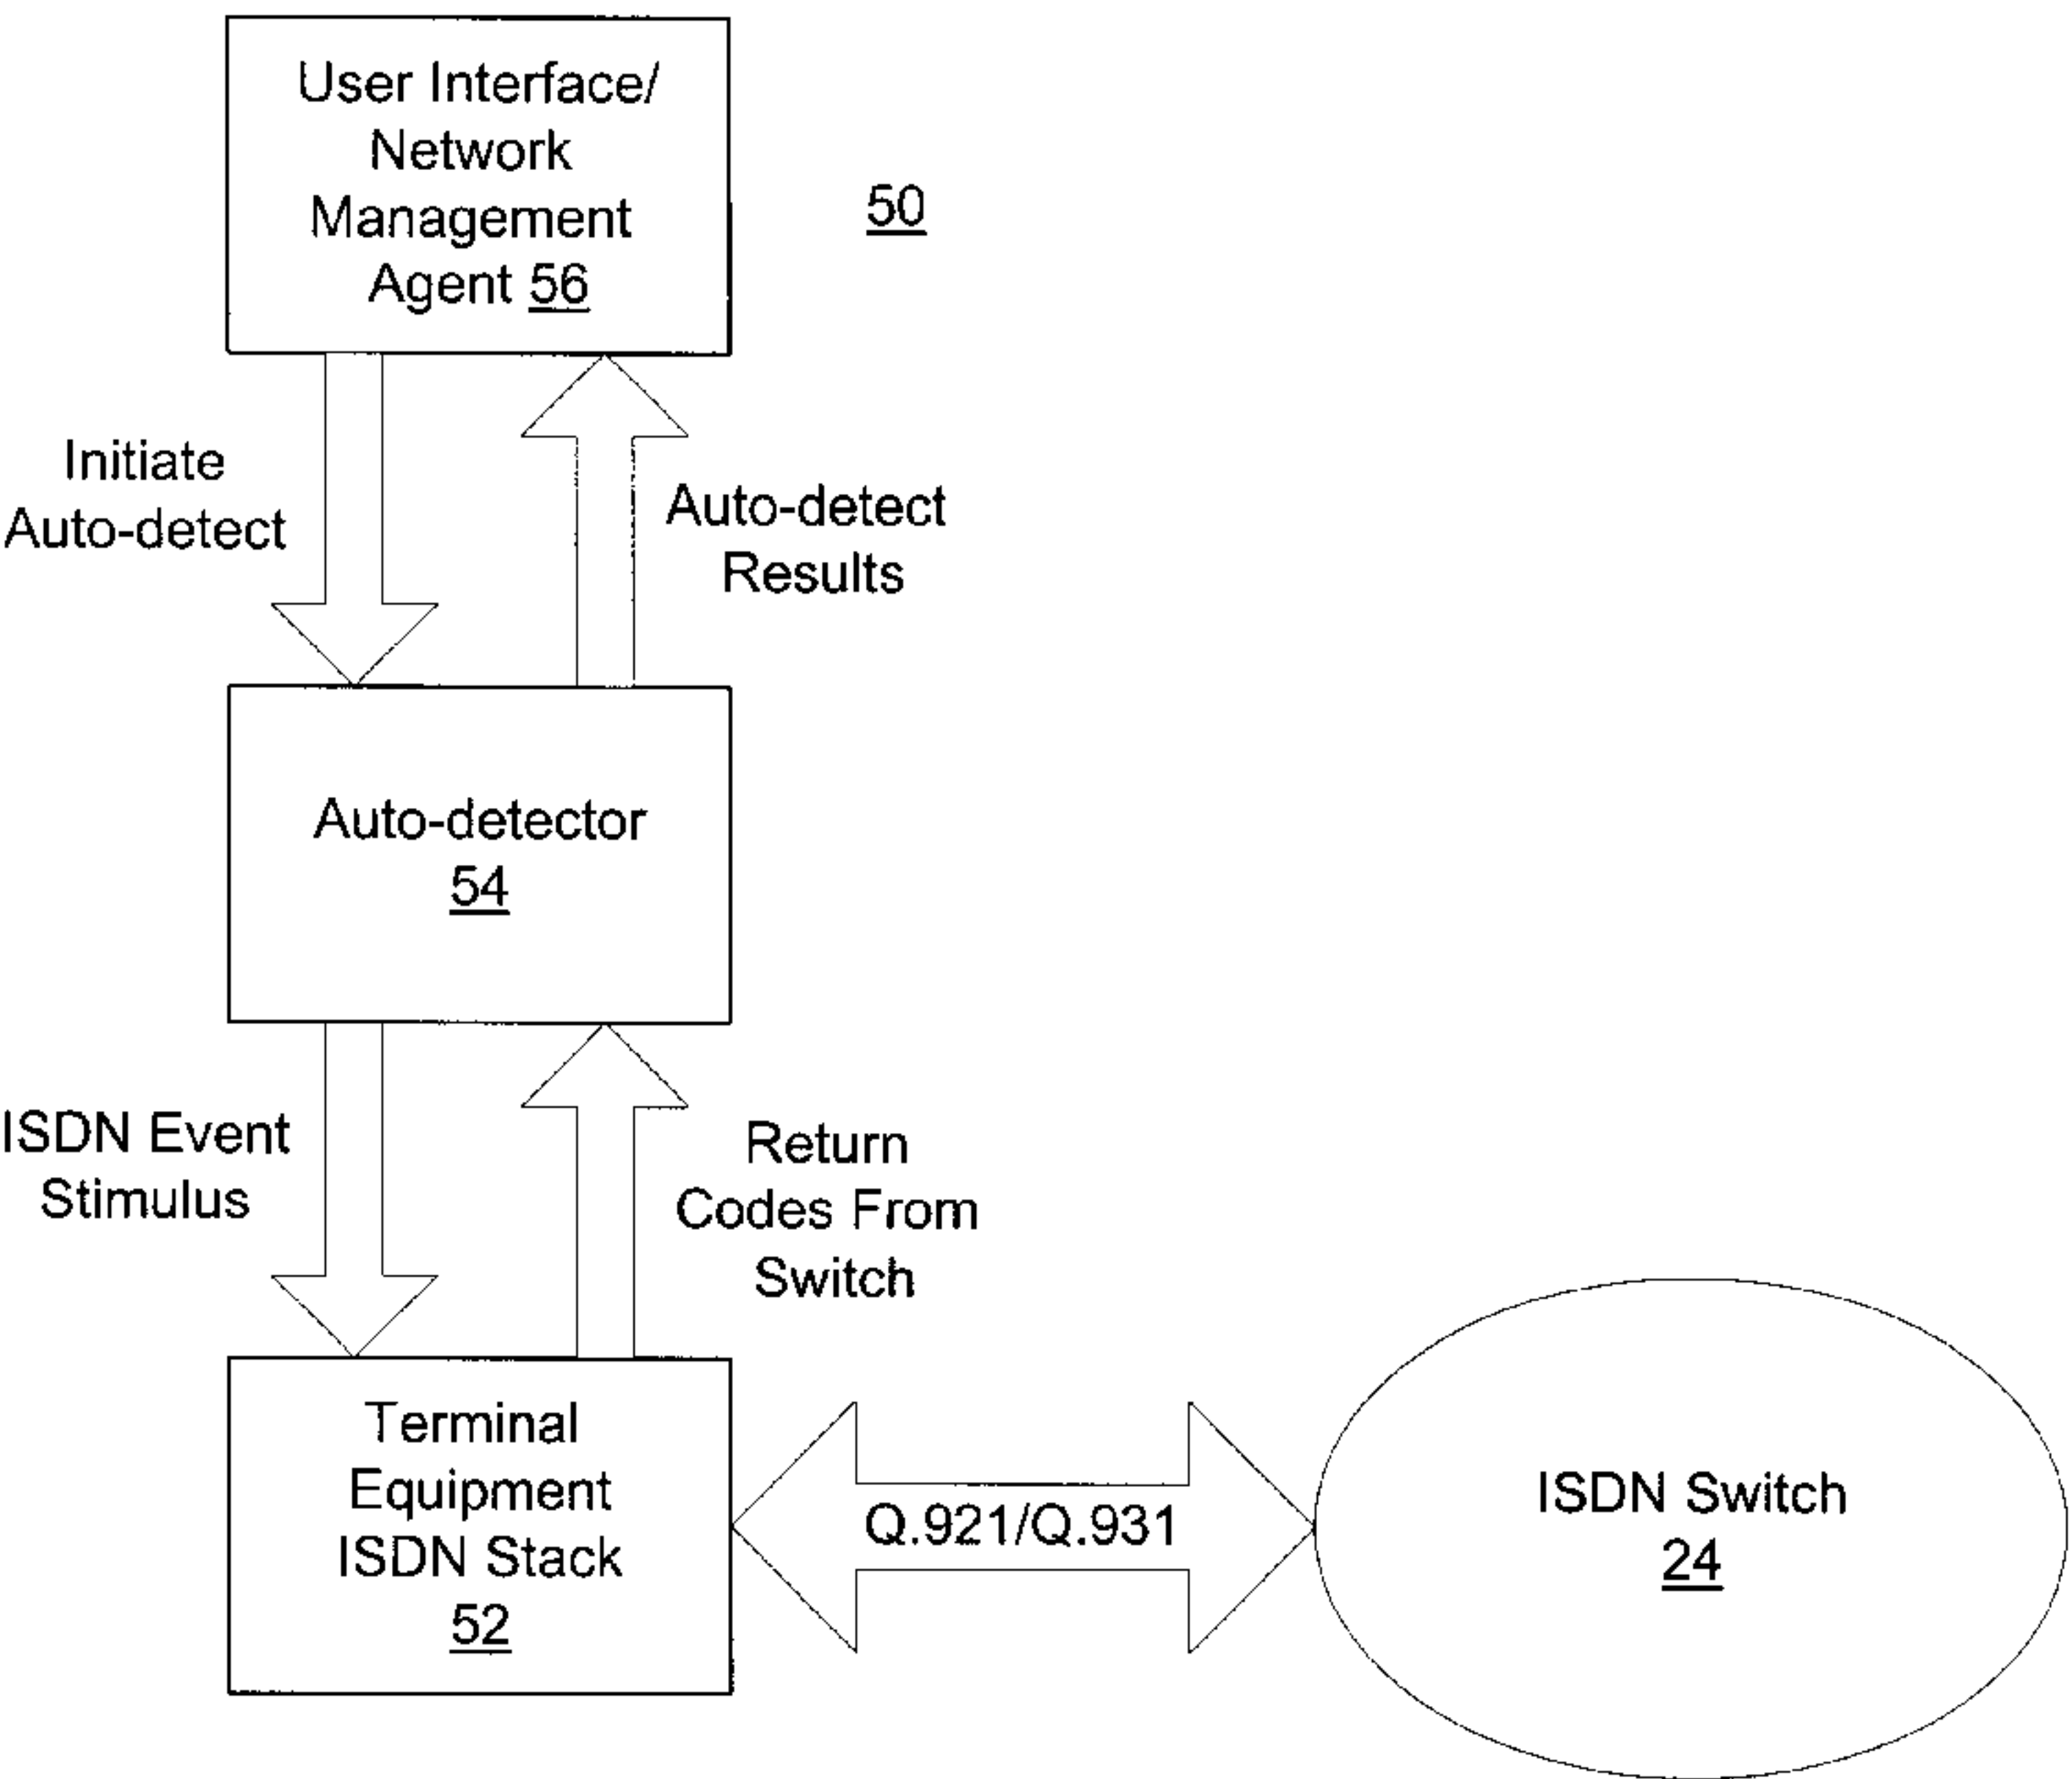 User Interface/
Network
Management
Agent 56
50
Initiate
Auto-detect
Auto-detect
Results
Auto-detector
54
ISDN Event
Stimulus
Return
Codes From
Switch
Terminal
Equipment
ISDN Stack
52
Q.921/Q.931
ISDN Switch
24